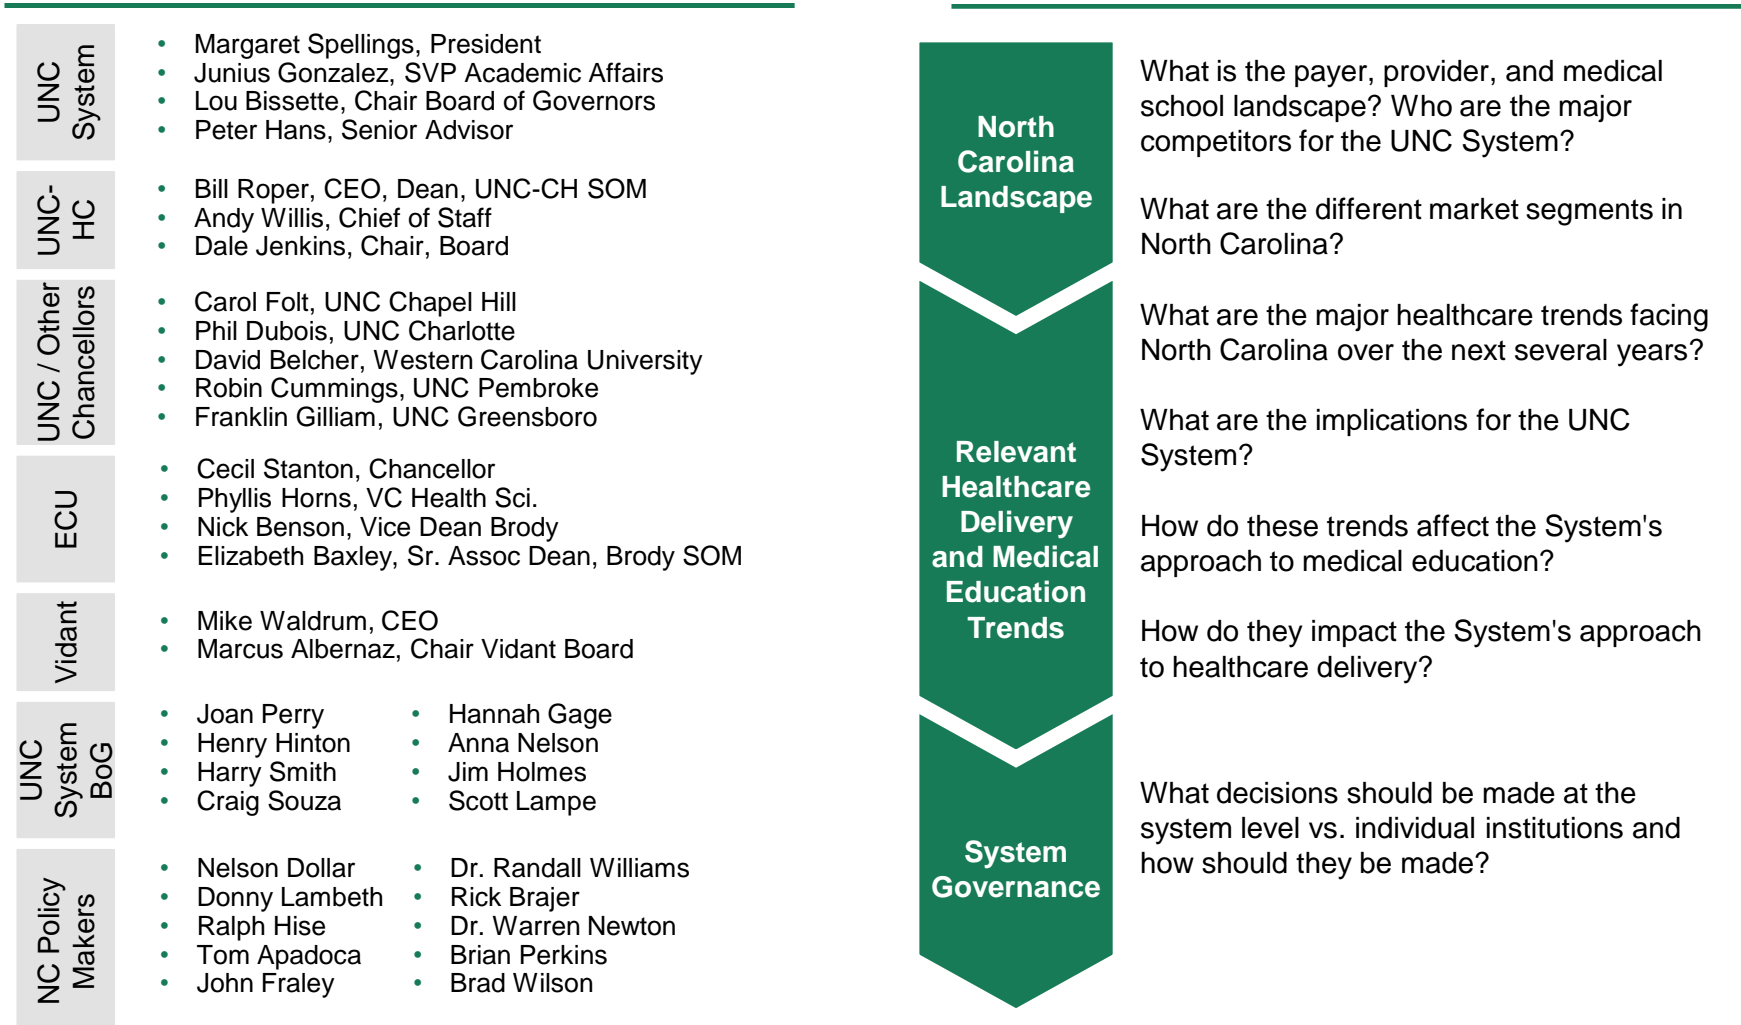 UNC
System
Margaret Spellings, President
Junius Gonzalez, SVP Academic Affairs
Lou Bissette, Chair Board of Governors
Peter Hans, Senior Advisor
UNC-
HC
Bill Roper, CEO, Dean, UNC-CH SOM
Andy Willis, Chief of Staff
Dale Jenkins, Chair, Board
UNC / Other
Chancellors
Carol Folt, UNC Chapel Hill
Phil Dubois, UNC Charlotte
David Belcher, Western Carolina University
Robin Cummings, UNC Pembroke
Franklin Gilliam, UNC Greensboro
ECU
Cecil Stanton, Chancellor
Phyllis Horns, VC Health Sci.
Nick Benson, Vice Dean Brody
Elizabeth Baxley, Sr. Assoc Dean, Brody SOM
Vidant
Mike Waldrum, CEO
Marcus Albernaz, Chair Vidant Board
UNC
System
BoG
Joan Perry
Henry Hinton
Harry Smith
Craig Souza
Hannah Gage
Anna Nelson
Jim Holmes
Scott Lampe
NC Policy
Makers
Nelson Dollar
Donny Lambeth
Ralph Hise
Tom Apadoca
John Fraley
Dr. Randall Williams
Rick Brajer
Dr. Warren Newton
Brian Perkins
Brad Wilson
North
Carolina
Landscape
What is the payer, provider, and medical
school landscape? Who are the major
competitors for the UNC System?
What are the different market segments in
North Carolina?
Relevant
Healthcare
Delivery
and Medical
Education
Trends
What are the major healthcare trends facing
North Carolina over the next several years?
What are the implications for the UNC
System?
How do these trends affect the System's
approach to medical education?
How do they impact the System's approach
to healthcare delivery?
System
Governance
What decisions should be made at the
system level vs. individual institutions and
how should they be made?